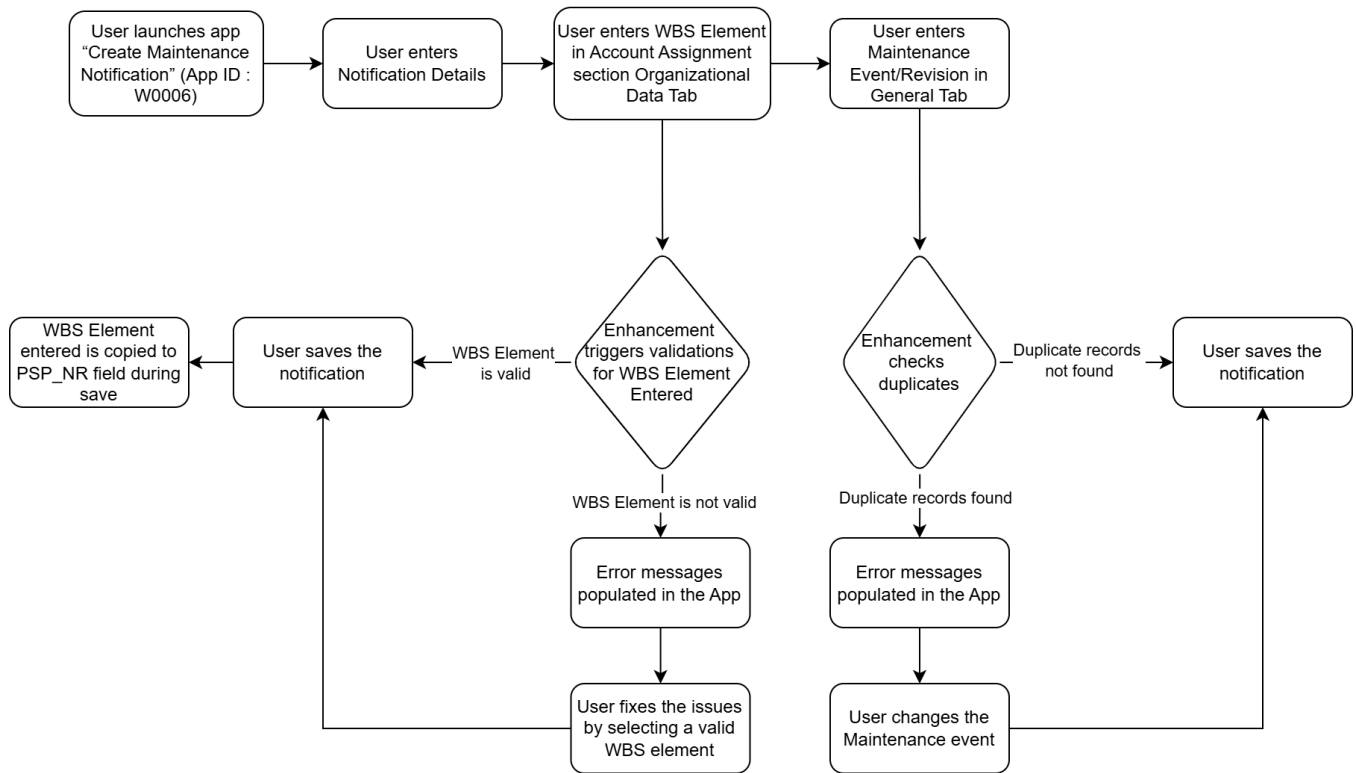 User launches app
“Create Maintenance
Notification” (App ID :
W0006)
User enters
Notification Details
User enters WBS Element
in Account Assignment
section Organizational
Data Tab
User enters
Maintenance
Event/Revision in
General Tab
WBS Element
entered is copied to
PSP_NR field during
save
User saves the
notification
WBS Element
is valid
Enhancement
triggers validations
for WBS Element
Entered
Enhancement
checks
duplicates
Duplicate records
not found
User saves the
notification
WBS Element is not valid
Duplicate records found
Error messages
populated in the App
Error messages
populated in the App
User fixes the issues
by selecting a valid
WBS element
User changes the
Maintenance event